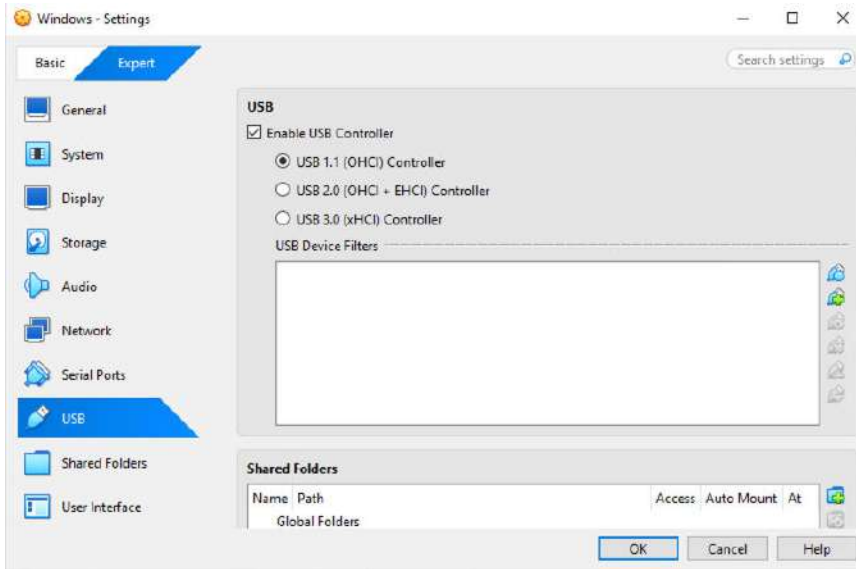 Windows - Settings
Basic
Expert
Search settings
General
System
Display
Storage
Audio
Network
Serial Ports
USB
Shared Folders
User Interface
USB
Enable USB Controller
USB 1.1 (OHCI) Controller
USB 2.0 (OHCI + EHCI) Controller
USB 3.0 (xHCI) Controller
USB Device Filters
Shared Folders
Name Path Access Auto Mount At
Global Folders
OK Cancel Help